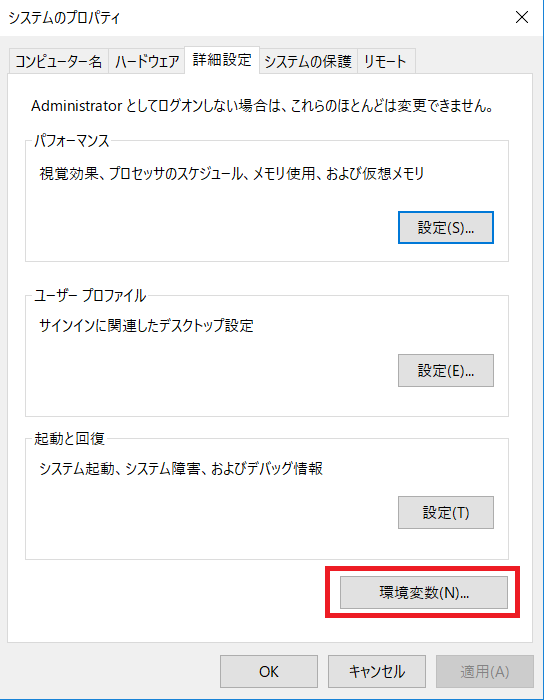 システムのプロパティ
コンピューター名 ハードウェア 詳細設定 システムの保護 リモート
Administrator としてログオンしない場合は、これらのほとんどは変更できません。
パフォーマンス
視覚効果、プロセッサのスケジュール、メモリ使用、および仮想メモリ
設定(S)...
ユーザー プロファイル
サインインに関連したデスクトップ設定
設定(E)...
起動と回復
システム起動、システム障害、およびデバッグ情報
設定(T)
環境変数(N)...
OK キャンセル 適用(A)